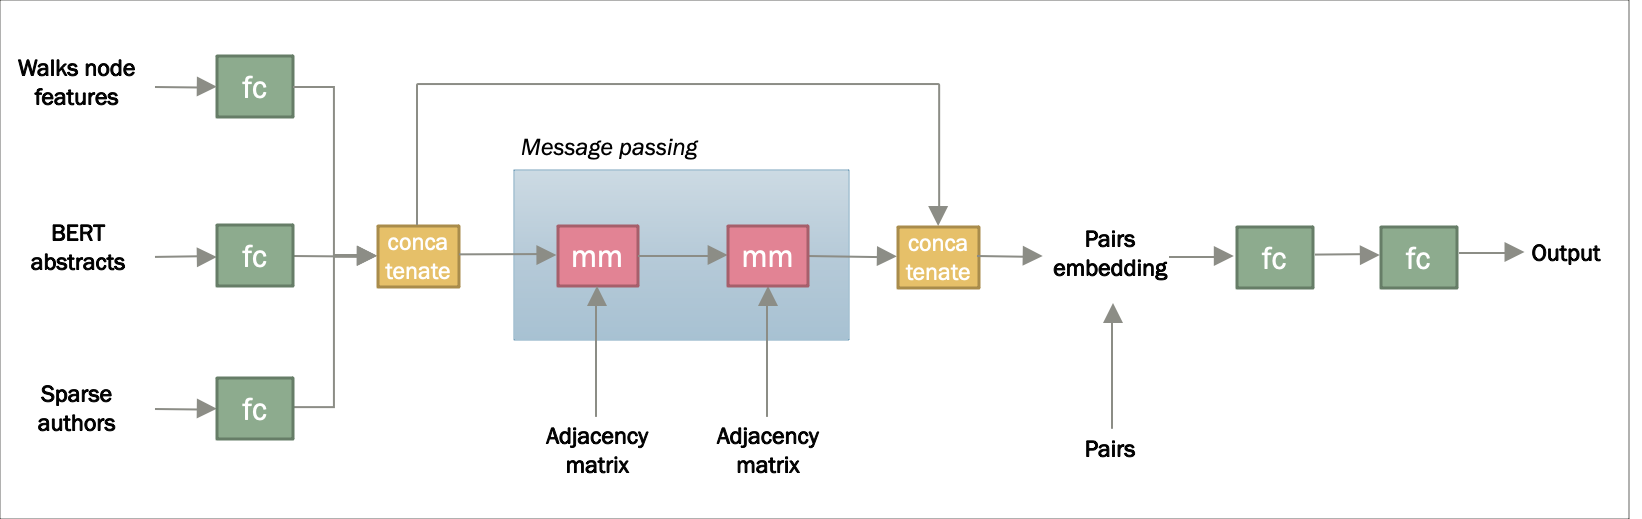 Walks node
features
fc
BERT
abstracts
fc
Sparse
authors
fc
conca
tenate
Message passing
mm
mm
Adjacency
matrix
Adjacency
matrix
conca
tenate
Pairs
embedding
Pairs
fc
fc
Output